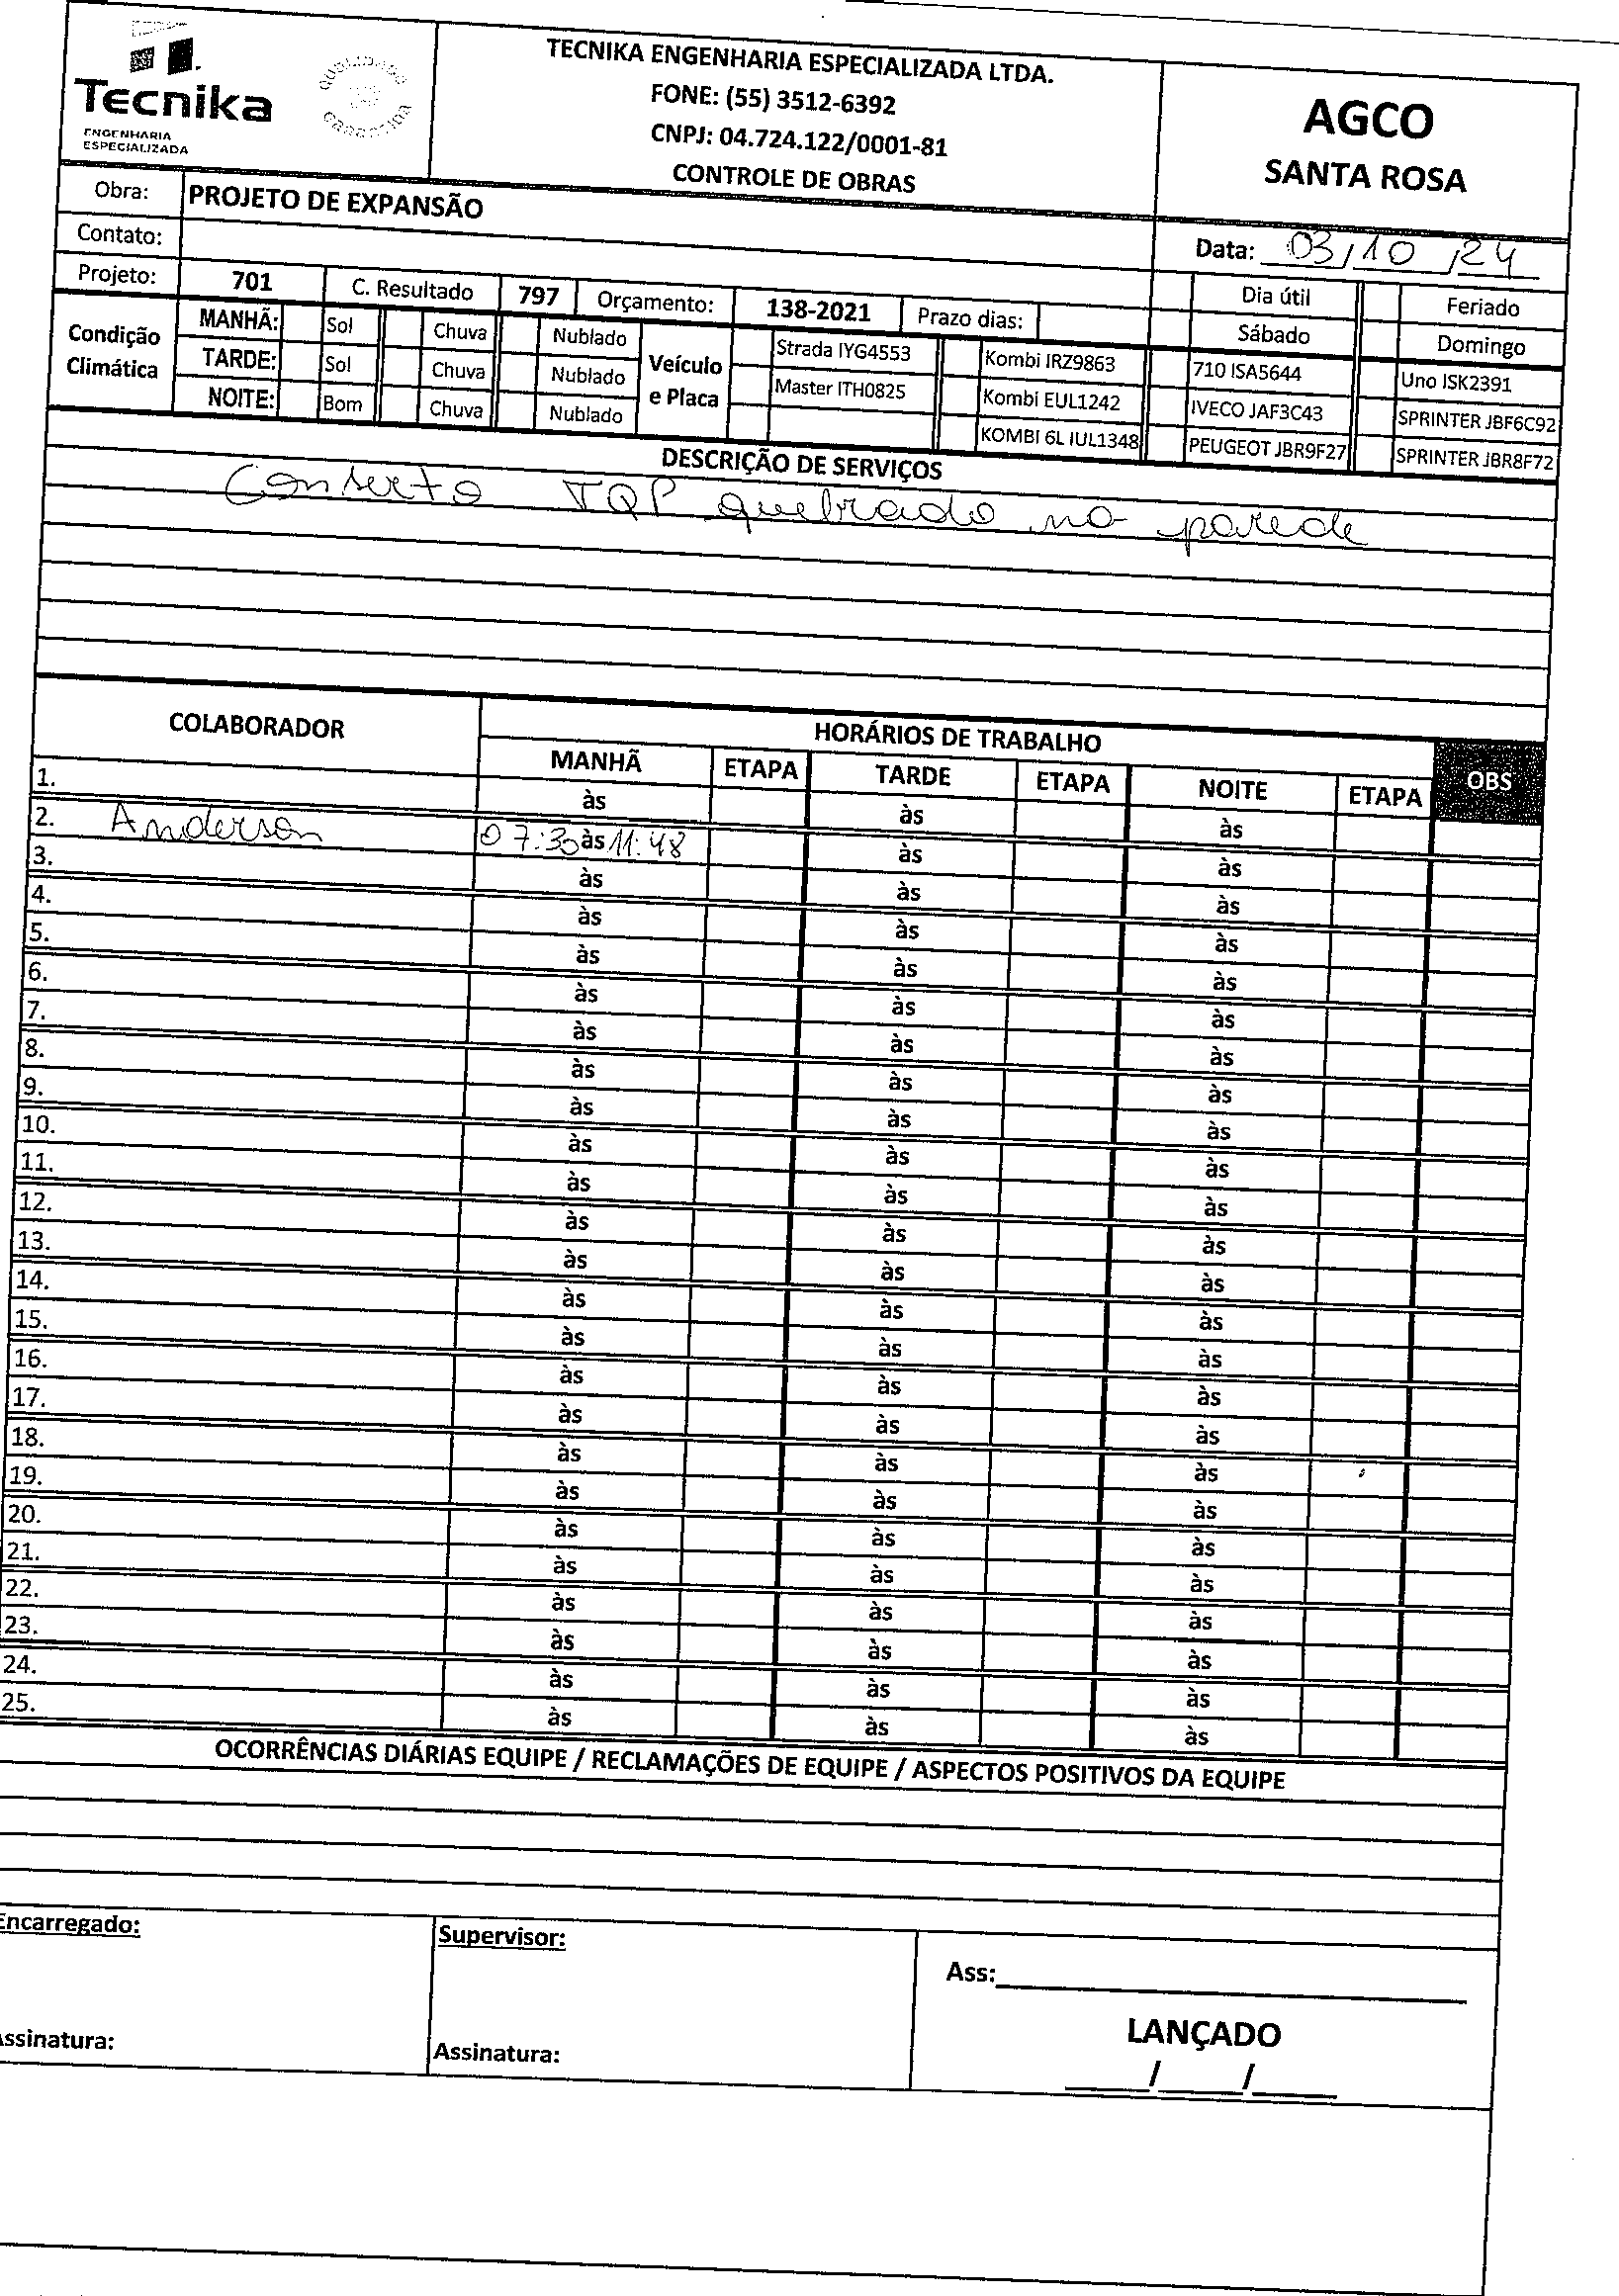 Tecnika
ENGENHARIA
ESPECIALIZADA
TECNIKA ENGENHARIA ESPECIALIZADA LTDA.
FONE: (55) 3512-6392
CNPJ: 04.724.122/0001-81
CONTROLE DE OBRAS
AGCO
SANTA ROSA
Obra: PROJETO DE EXPANSÃO
Contato:
Data: 03/10/24
Projeto: 701 C. Resultado 797 Orçamento: 138-2021 Prazo dias: Dia útil Feriado
Sábado Domingo
Condição Climática
MANHÃ: Sol Chuva Nublado
TARDE: Sol Chuva Nublado
NOITE: Bom Chuva Nublado
Veículo e Placa
Strada IYG4553 Kombi IRZ9863 710 ISA5644 Uno ISK2391
Master ITH0825 Kombi EUL1242 IVECO JAF3C43 SPRINTER JBF6C92
KOMBI 6L IUL1348 PEUGEOT JBR9F27 SPRINTER JBR8F72
DESCRIÇÃO DE SERVIÇOS
Conserto TQP quebrado na parede
COLABORADOR HORÁRIOS DE TRABALHO OBS
MANHÃ ETAPA TARDE ETAPA NOITE ETAPA
1. às às às
2. Anderson 07:30 às 11:48 às às
3. às às às
4. às às às
5. às às às
6. às às às
7. às às às
8. às às às
9. às às às
10. às às às
11. às às às
12. às às às
13. às às às
14. às às às
15. às às às
16. às às às
17. às às às
18. às às às
19. às às às
20. às às às
21. às às às
22. às às às
23. às às às
24. às às às
25. às às às
OCORRÊNCIAS DIÁRIAS EQUIPE / RECLAMAÇÕES DE EQUIPE / ASPECTOS POSITIVOS DA EQUIPE
Encarregado: Supervisor:
Ass:
LANÇADO
Assinatura: Assinatura:
/ /